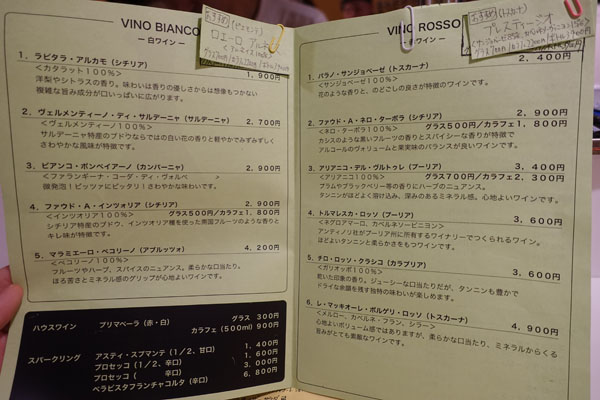 VINO BIANCO
— 白ワイン —
おすすめ (ピエモンテ)
ロエーロ アルネ
1. ラピタラ・アルカモ(シチリア)
1,900円
<カタラット100%>
洋梨やシトラスの香り。味わいは香りの優しさからは想像もつかない
複雑な旨み成分が口いっぱいに広がります。
2. ヴェルメンティーノ・ディ・サルデーニャ(サルデーニャ) 2,700円
<ヴェルメンティーノ100%>
サルデーニャ特産のブドウならではの白い花の香りと軽やかでみずみずしく
さわやかな風味が特徴です。
3. ビアンコ・ポンペイアーノ(カンパーニャ) 2,900円
<ファランギーナ・コーダ・ディ・ヴォルペ >
微発泡!ピッツァにピッタリ!さわやかな味わいです。
4. ファウド・A・インツォリア(シチリア) 2,900円
<インツォリア100%> グラス500円/カラフェ1,800円
シチリア特産のブドウ、インツオリア種を使った南国フルーツのような香りと
キレ味が特徴です。
5. マラミエーロ・ペコリーノ(アブルッツォ) 4,200円
<ペコリーノ100%>
フルーツやハーブ、スパイスのニュアンス。柔らかな口当たり、
ほろ苦さとミネラル感のグリップが心地よいワインです。
ハウスワイン プリマベーラ(赤・白) グラス 300円
カラフェ(500ml) 900円
スパークリング アスティ・スプマンテ(1/2、甘口) 1,400円
プロセッコ(1/2、辛口) 1,600円
プロセッコ( 辛口) 3,000円
ベラビスタフランチャコルタ(辛口) 6,800円
VINO ROSSO
— 赤ワイン —
おすすめ (トスカーナ)
プレスティージオ
1. パラノ・サンジョベーゼ(トスカーナ) 2,400円
<サンジョベーゼ100%>
花のような香りと、のどごしの良さが特徴のワインです。
2. ファウド・A・ネロ・ダーボラ(シチリア) 2,900円
<ネロ・ダーボラ100%> グラス500円/カラフェ1,800円
カシスのような黒いフルーツの香りとスパイシーな香りが特徴で
アルコールのヴォリュームと果実味のバランスが良いワインです。
3. アリアニコ・デル・ヴルトゥレ(プーリア) 3,400円
<アリアニコ100%> グラス700円/カラフェ2,300円
プラムやブラックベリー等の香りにハーブのニュアンス。
タンニンがほどよく溶け込み、深みのあるミネラル感。心地よいワインです。
4. トルマレスカ・ロッソ(プーリア) 3,600円
<ネグロアマーロ、カベルネソービニヨン>
アンティノリ社がプーリア州に所有するワイナリーでつくられるワイン。
ほどよいタンニンと柔らかさをもつワインです。
5. チロ・ロッソ・クラシコ(カラブリア) 3,600円
<ガリオッポ100%>
乾いた印象の香り。ジューシーな口当りだが、タンニンも豊かで
ドライな余韻を残す独特の味わいが楽しめます。
6. レ・マッキオーレ・ボルゲリ・ロッソ(トスカーナ) 4,900円
<メルロー、カベルネ・フラン、シラー>
心地よいボリューム感ではありますが、柔らかな口当たり、ミネラルからくる
旨みがとても素敵なワインです。